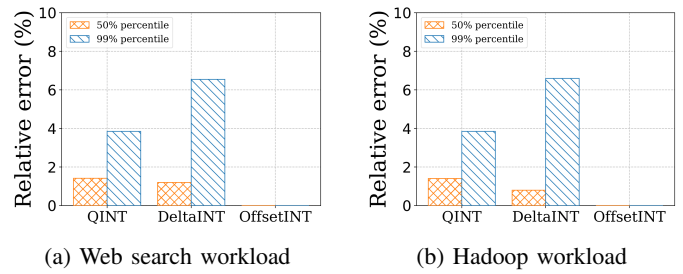 Relative error (%)
10
8
6
4
2
0
50% percentile
99% percentile
QINT
DeltaINT
OffsetINT
(a) Web search workload
Relative error (%)
10
8
6
4
2
0
50% percentile
99% percentile
QINT
DeltaINT
OffsetINT
(b) Hadoop workload